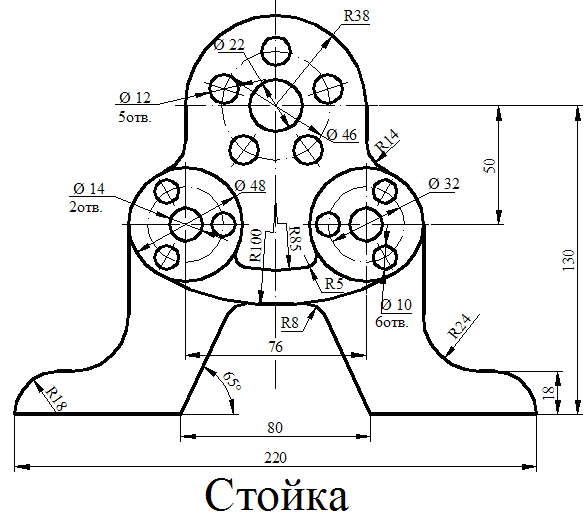 R38
Ø 22
Ø 12
5отв.
Ø 46
R14
50
Ø 14
2отв.
Ø 48
Ø 32
130
R100
R85
R5
Ø 10
6отв.
R8
R24
76
65°
R18
18
80
220
Стойка